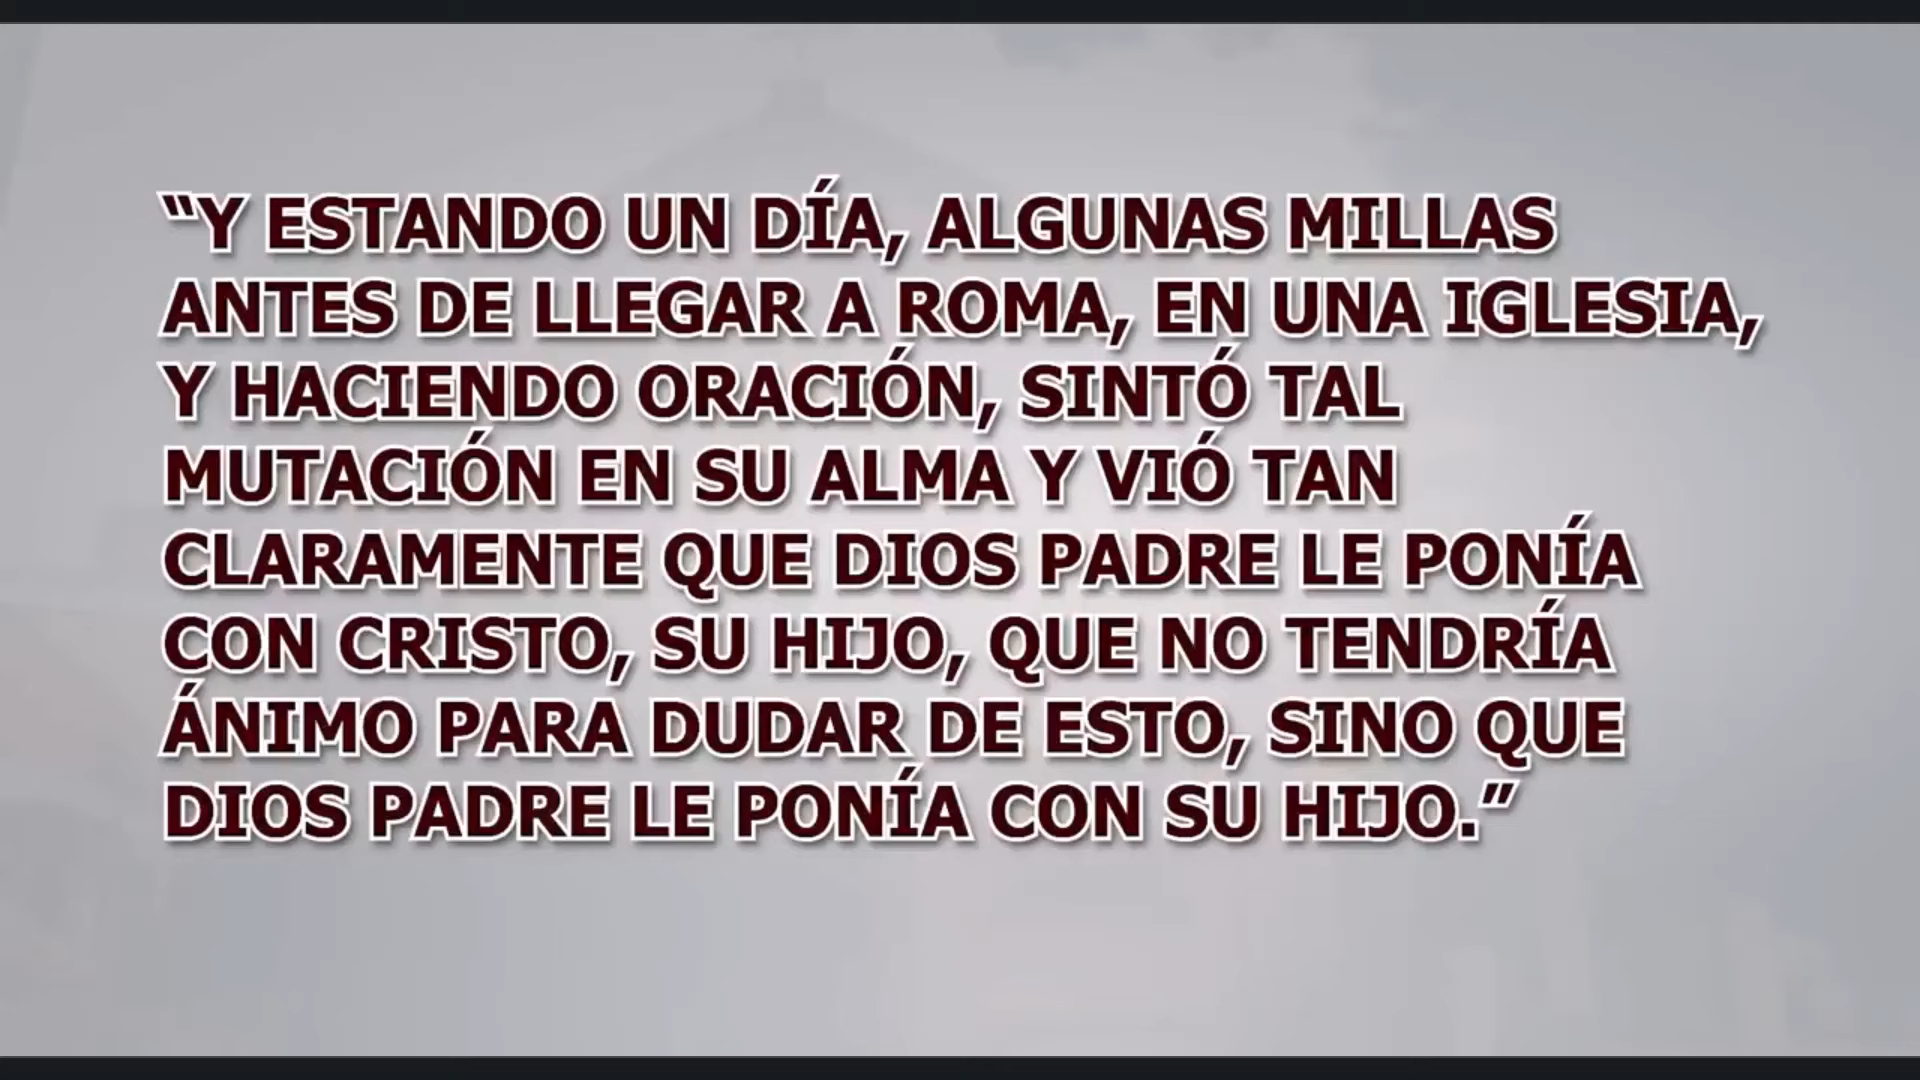 “Y ESTANDO UN DÍA, ALGUNAS MILLAS
ANTES DE LLEGAR A ROMA, EN UNA IGLESIA,
Y HACIENDO ORACIÓN, SINTÓ TAL
MUTACIÓN EN SU ALMA Y VIÓ TAN
CLARAMENTE QUE DIOS PADRE LE PONÍA
CON CRISTO, SU HIJO, QUE NO TENDRÍA
ÁNIMO PARA DUDAR DE ESTO, SINO QUE
DIOS PADRE LE PONÍA CON SU HIJO.”